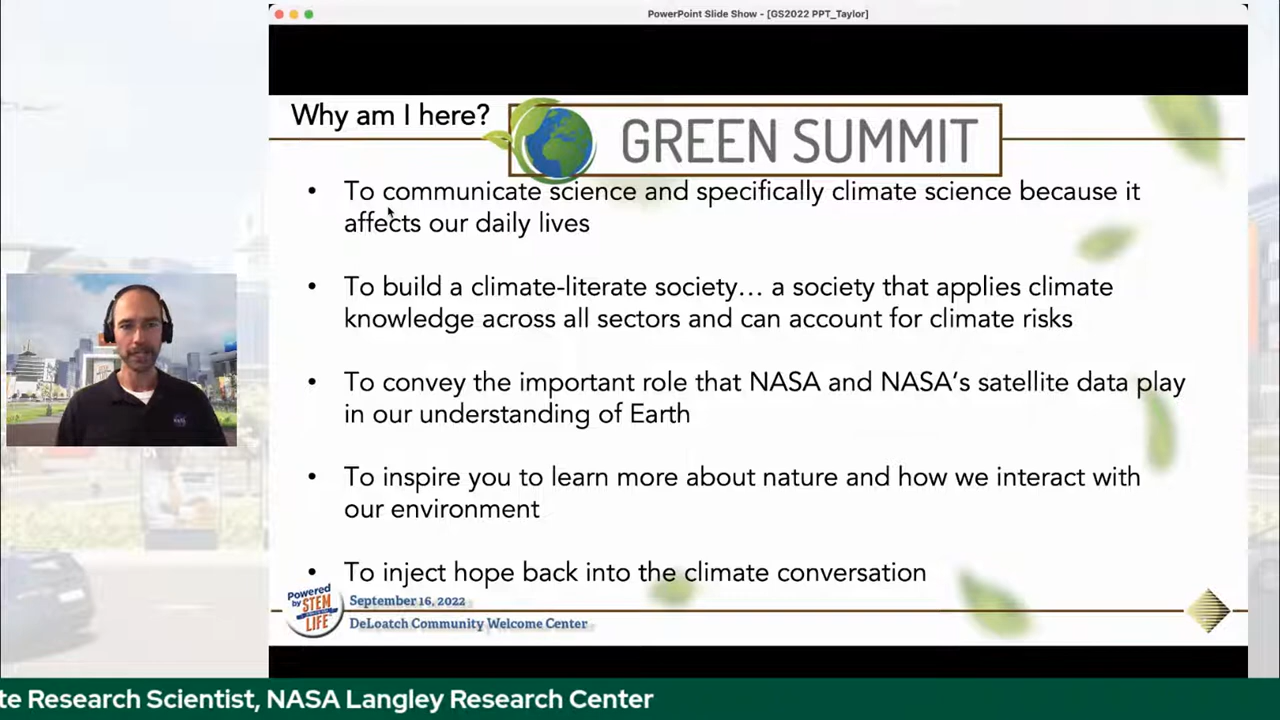 PowerPoint Slide Show - [GS2022 PPT_Taylor]
Why am I here?
GREEN SUMMIT
• To communicate science and specifically climate science because it
affects our daily lives
• To build a climate-literate society… a society that applies climate
knowledge across all sectors and can account for climate risks
• To convey the important role that NASA and NASA's satellite data play
in our understanding of Earth
• To inspire you to learn more about nature and how we interact with
our environment
• To inject hope back into the climate conversation
Powered
by STEM
LIFE
September 16, 2022
DeLoatch Community Welcome Center
te Research Scientist, NASA Langley Research Center